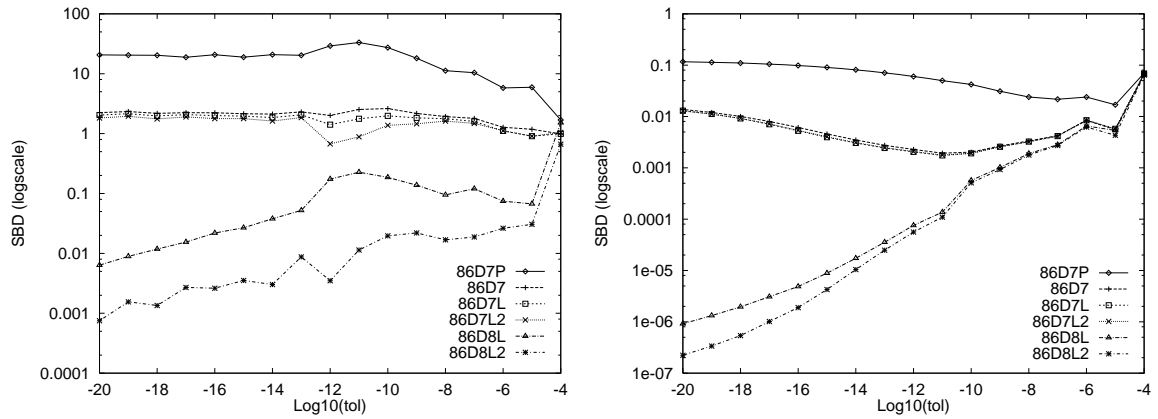 100
10
1
0.1
0.01
0.001
0.0001
SBD (logscale)
-20 -18 -16 -14 -12 -10 -8 -6 -4
Log10(tol)
86D7P
86D7
86D7L
86D7L2
86D8L
86D8L2
1
0.1
0.01
0.001
0.0001
1e-05
1e-06
1e-07
SBD (logscale)
-20 -18 -16 -14 -12 -10 -8 -6 -4
Log10(tol)
86D7P
86D7
86D7L
86D7L2
86D8L
86D8L2